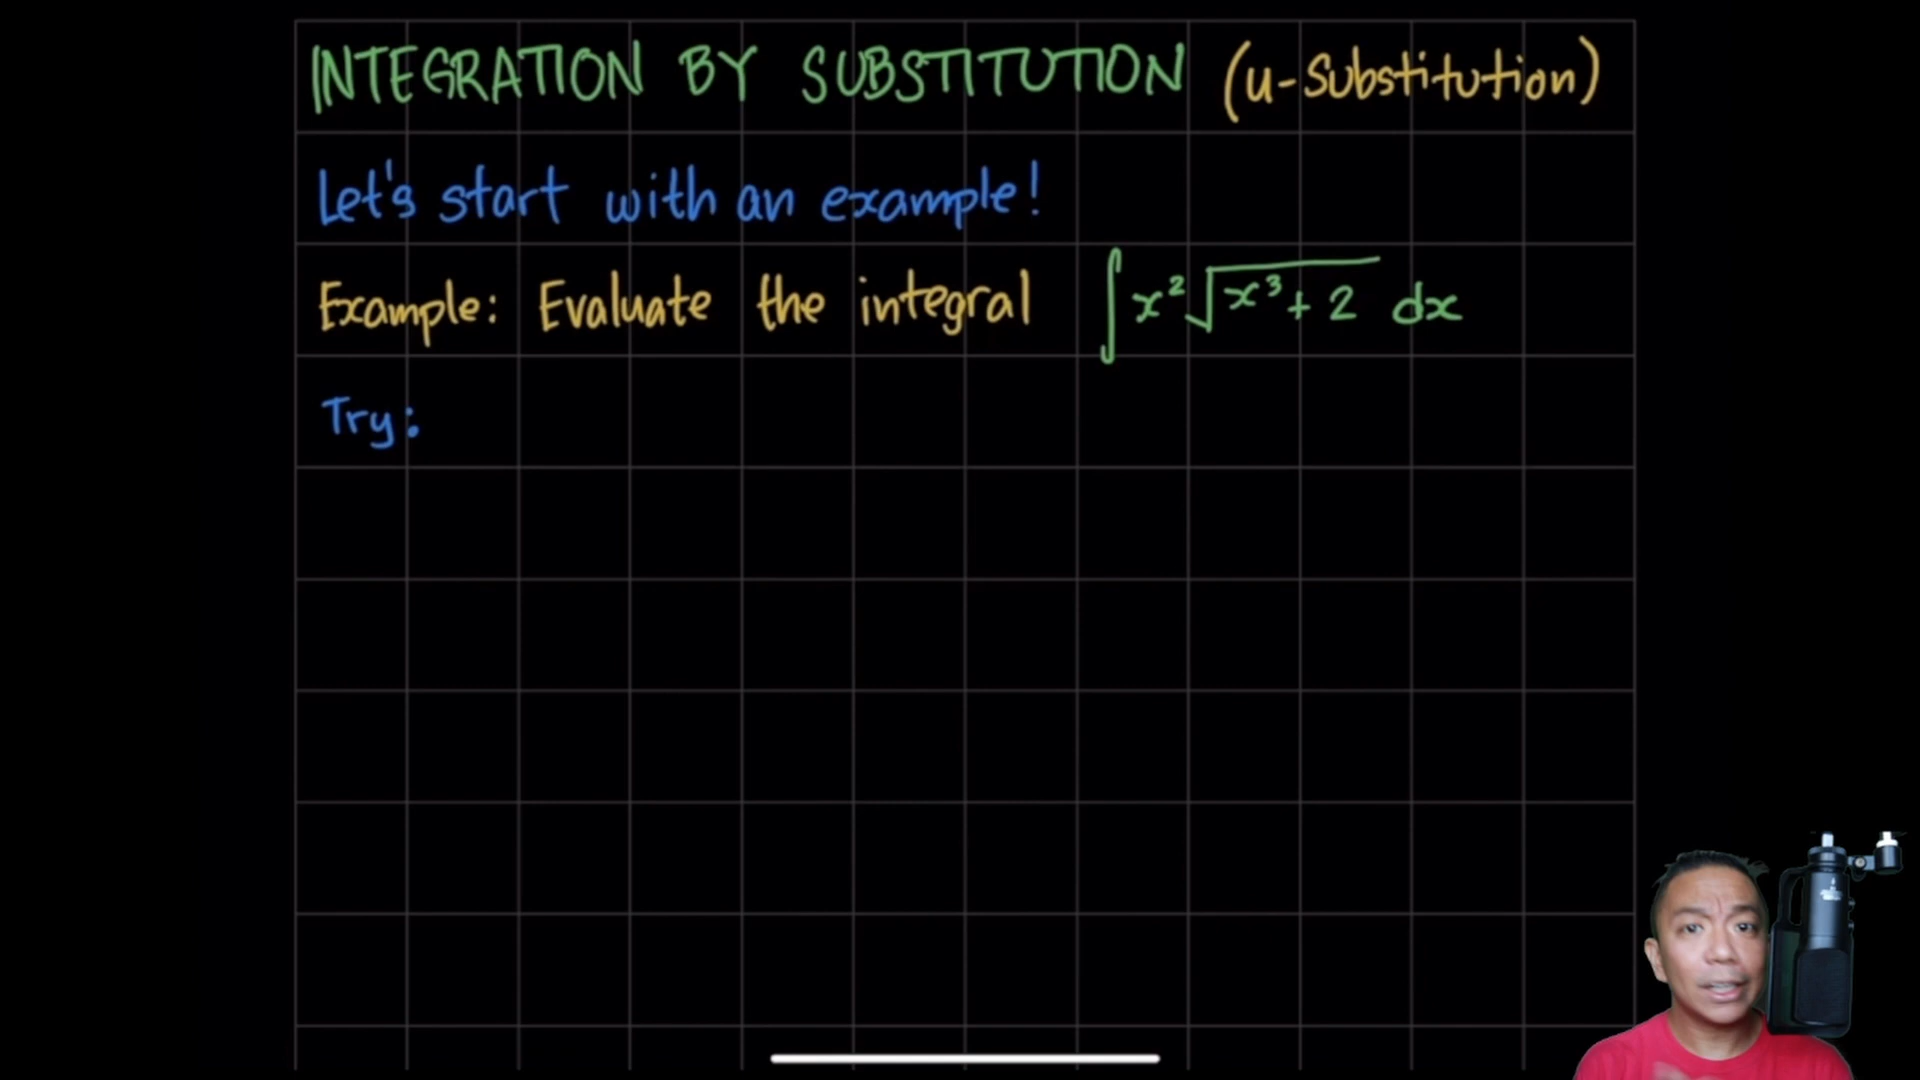 INTEGRATION BY SUBSTITUTION (u-Substitution)
Let's start with an example!
Example: Evaluate the integral ∫ x²√(x³+2) dx
Try: